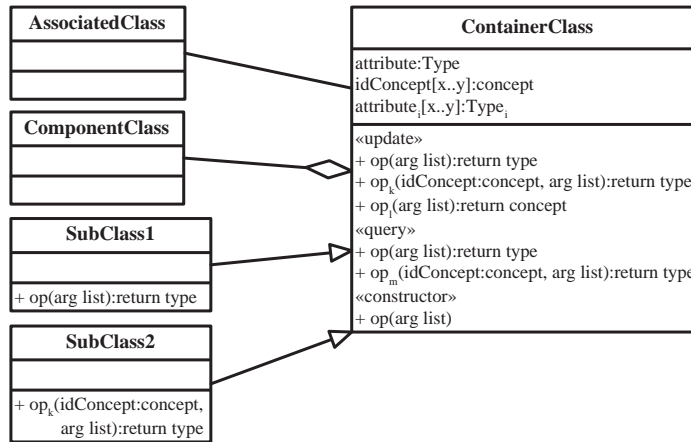 AssociatedClass
ComponentClass
SubClass1
+ op(arg list):return type
SubClass2
+ opk(idConcept:concept,
arg list):return type
ContainerClass
attribute:Type
idConcept[x..y]:concept
attributei[x..y]:Typei
«update»
+ op(arg list):return type
+ opk(idConcept:concept, arg list):return type
+ opl(arg list):return concept
«query»
+ op(arg list):return type
+ opm(idConcept:concept, arg list):return type
«constructor»
+ op(arg list)